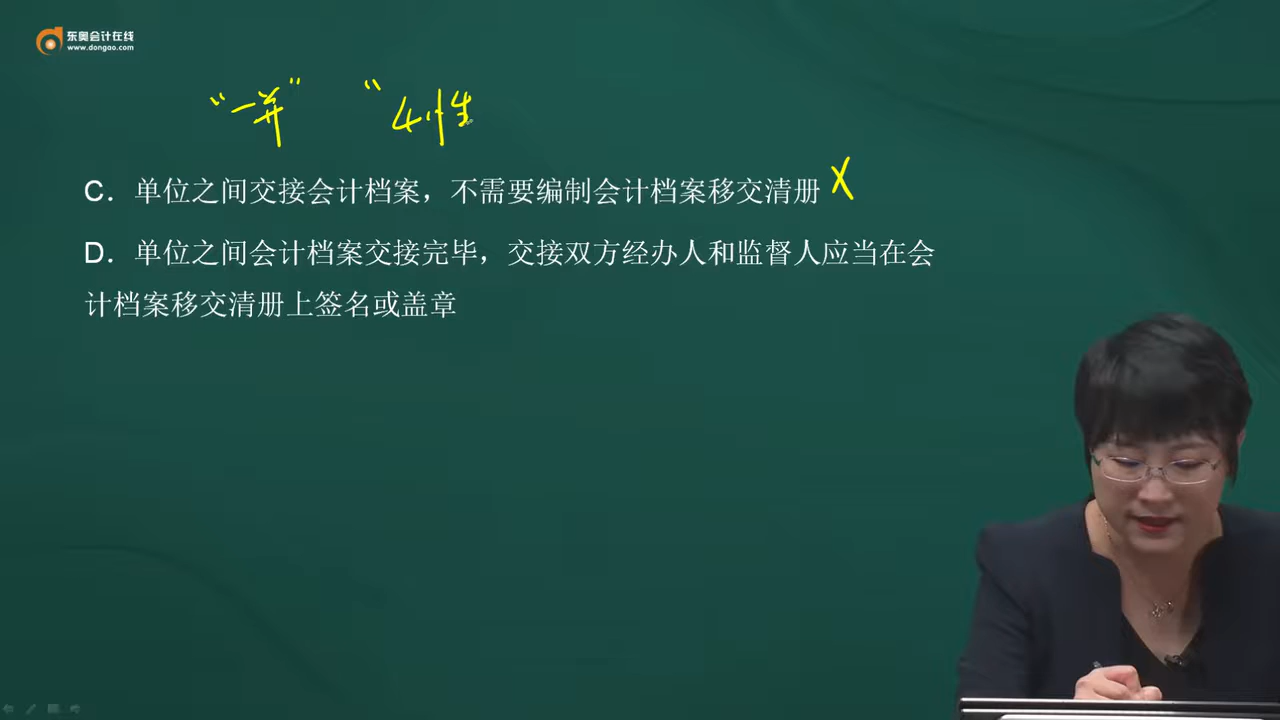 东奥会计在线
www.dongao.com
“一并” “4性
C．单位之间交接会计档案，不需要编制会计档案移交清册 X
D．单位之间会计档案交接完毕，交接双方经办人和监督人应当在会
计档案移交清册上签名或盖章